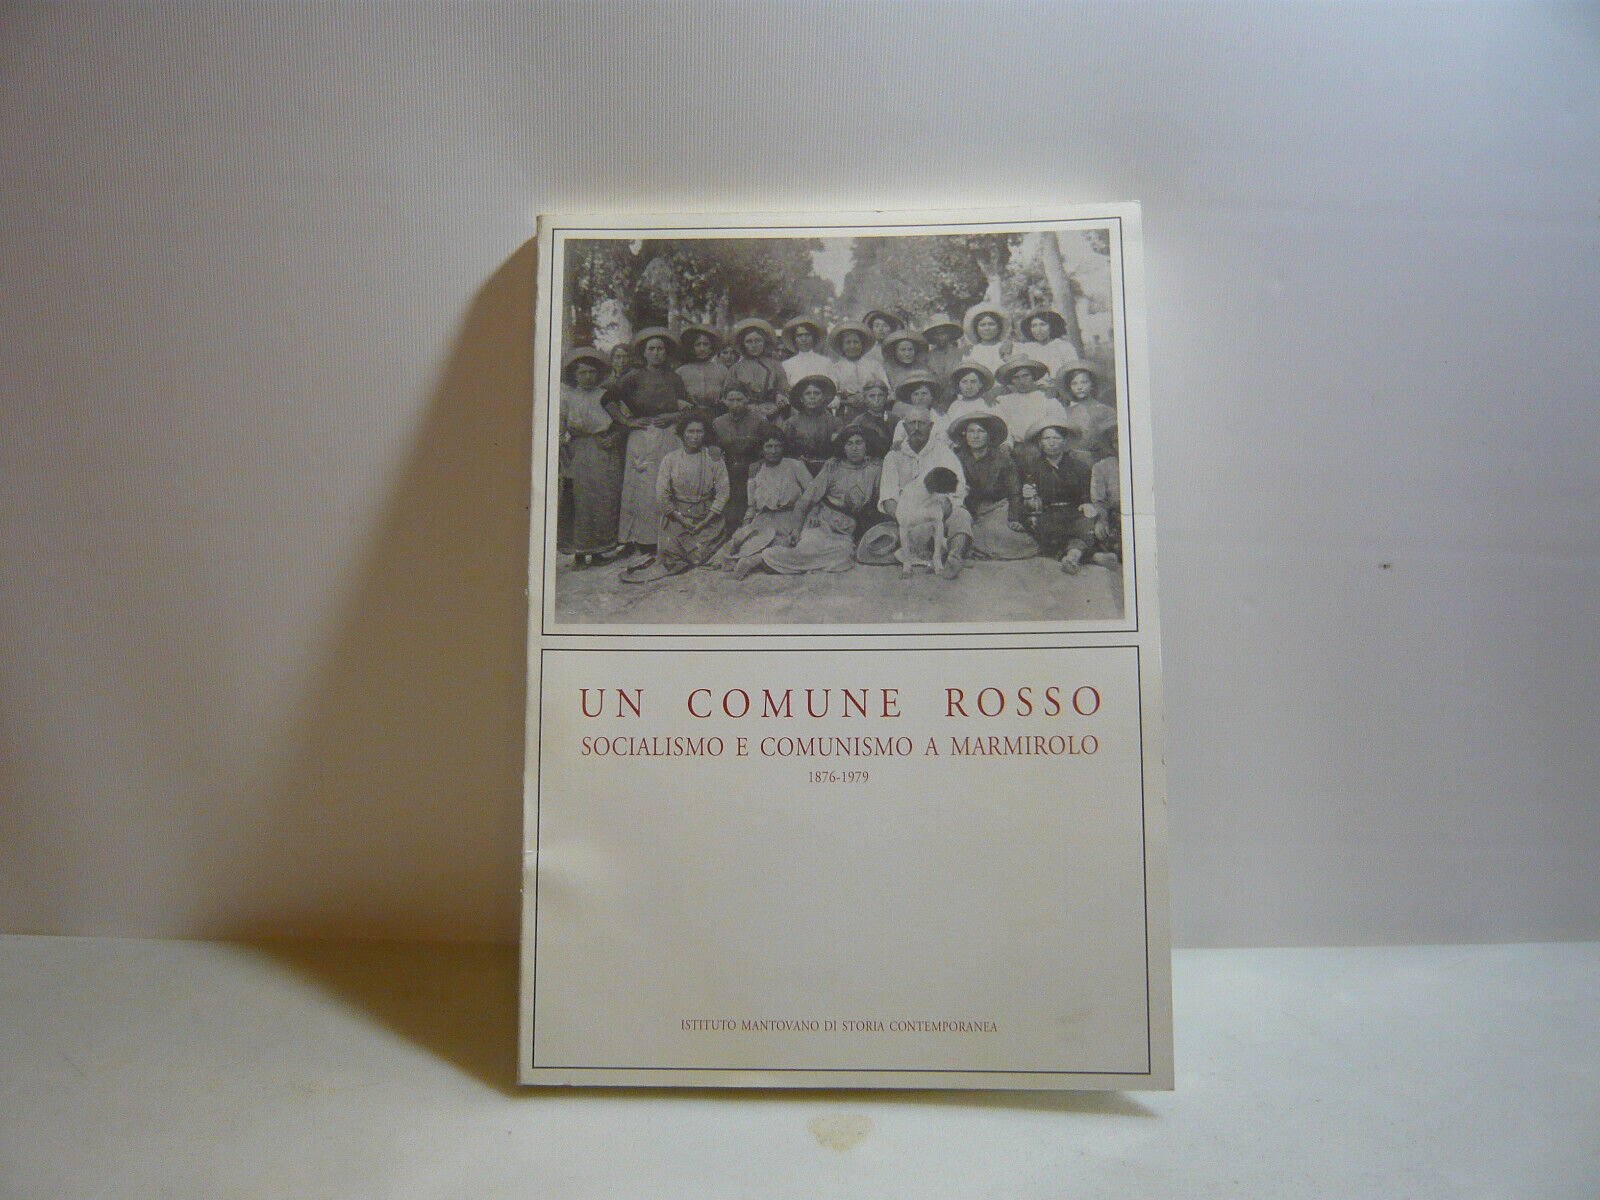 UN COMUNE ROSSO
SOCIALISMO E COMUNISMO A MARMIROLO
1876-1979
ISTITUTO MANTOVANO DI STORIA CONTEMPORANEA